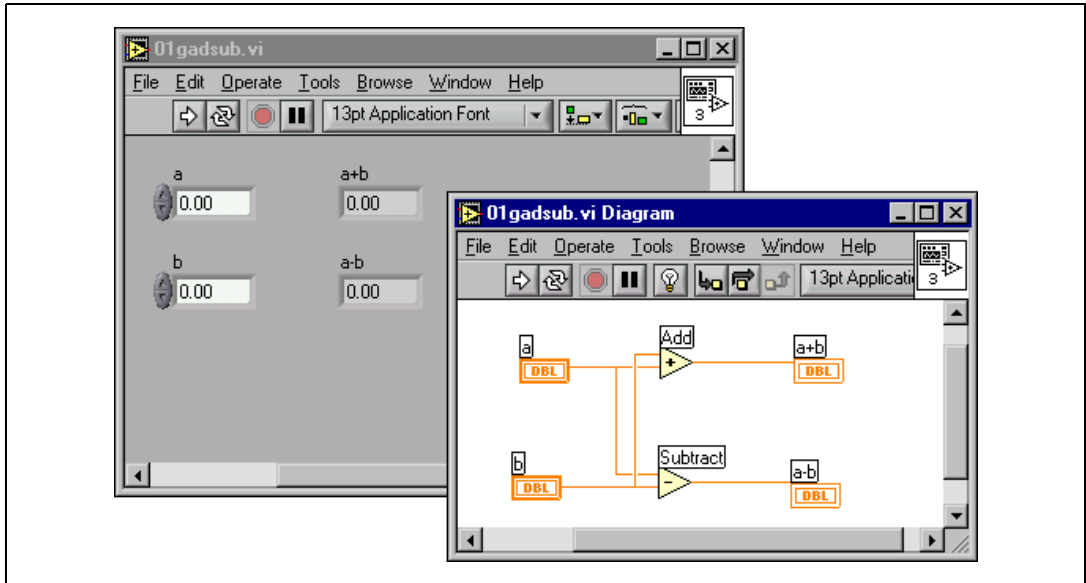 01gadsub.vi
File Edit Operate Tools Browse Window Help
13pt Application Font
3
a
0.00
a+b
0.00
b
0.00
a-b
0.00
01gadsub.vi Diagram
File Edit Operate Tools Browse Window Help
13pt Applicati
3
a
DBL
Add
+
a+b
DBL
b
DBL
Subtract
-
a-b
DBL